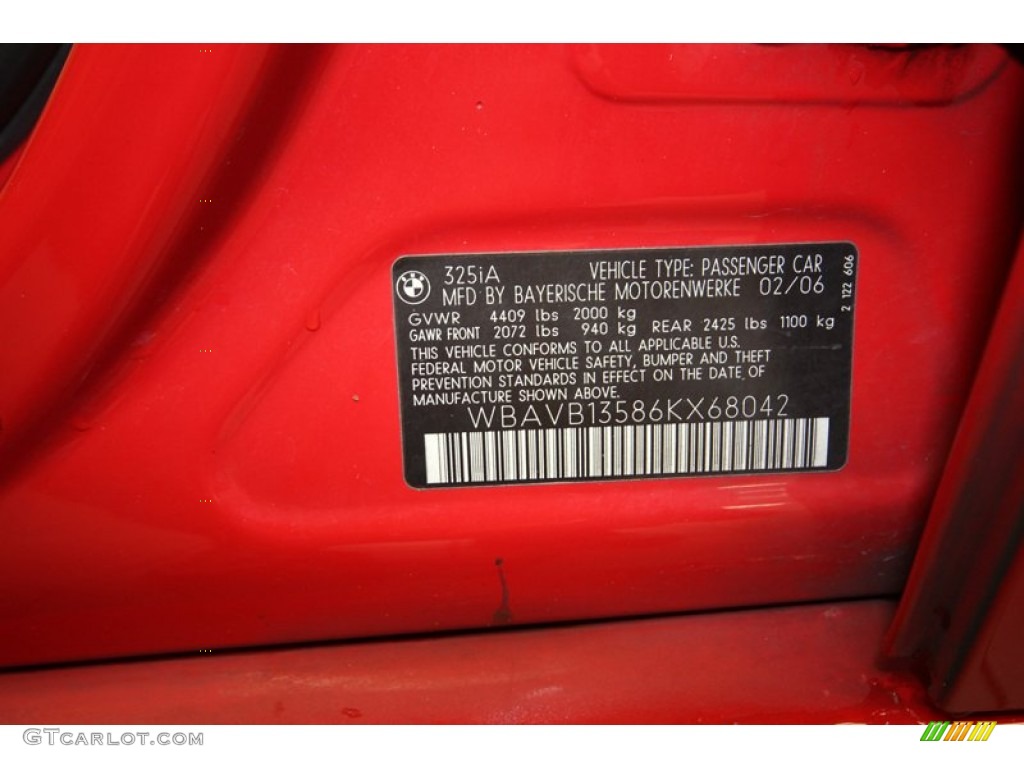 325iA VEHICLE TYPE: PASSENGER CAR
MFD BY BAYERISCHE MOTORENWERKE 02/06
GVWR 4409 lbs 2000 kg
GAWR FRONT 2072 lbs 940 kg REAR 2425 lbs 1100 kg
THIS VEHICLE CONFORMS TO ALL APPLICABLE U.S.
FEDERAL MOTOR VEHICLE SAFETY, BUMPER AND THEFT
PREVENTION STANDARDS IN EFFECT ON THE DATE OF
MANUFACTURE SHOWN ABOVE.
WBAVB13586KX68042
2 122 606
GTcarlot.com